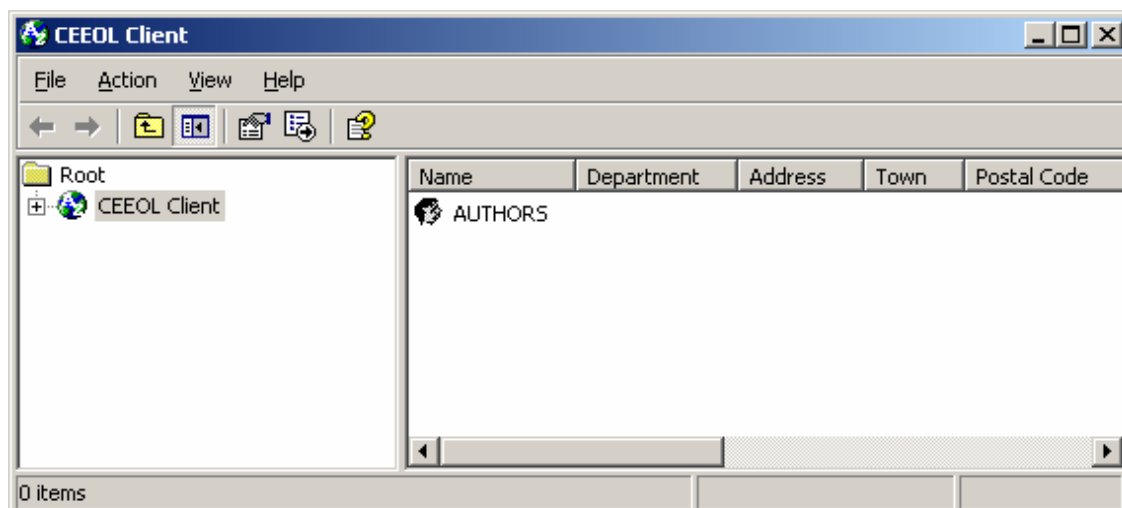 CEEOL Client
File Action View Help
Root
CEEOL Client
Name Department Address Town Postal Code
AUTHORS
0 items